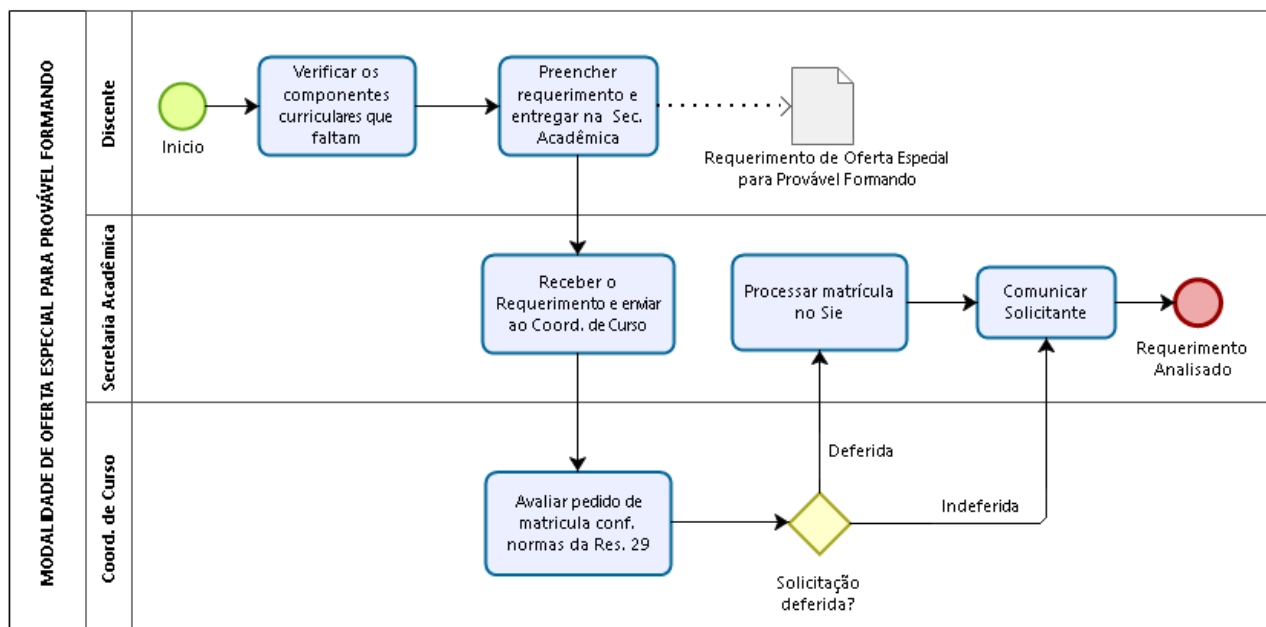 MODALIDADE DE OFERTA ESPECIAL PARA PROVÁVEL FORMANDO
Discente
Inicio
Verificar os
componentes
curriculares que
faltam
Preencher
requerimento e
entregar na Sec.
Acadêmica
Requerimento de Oferta Especial
para Provável Formando
Secretaria Acadêmica
Receber o
Requerimento e enviar
ao Coord. de Curso
Processar matrícula
no Sie
Comunicar
Solicitante
Requerimento
Analisado
Coord. de Curso
Avaliar pedido de
matricula conf.
normas da Res. 29
Deferida
Indeferida
Solicitação
deferida?